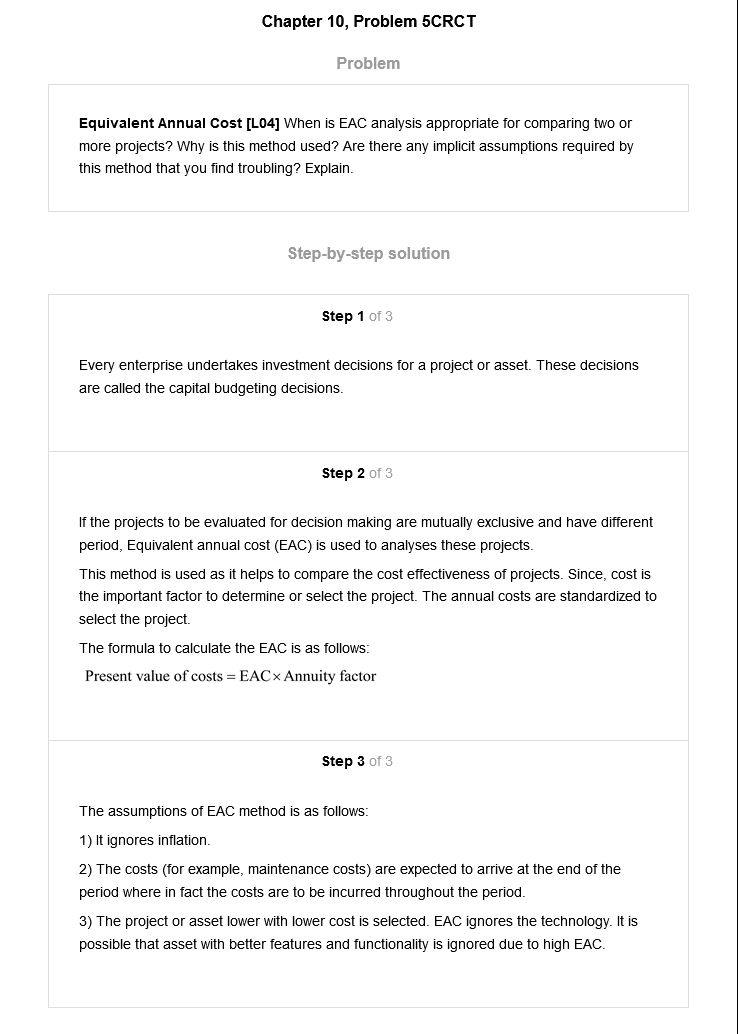 Chapter 10, Problem 5CRCT
Problem
Equivalent Annual Cost [L04] When is EAC analysis appropriate for comparing two or
more projects? Why is this method used? Are there any implicit assumptions required by
this method that you find troubling? Explain.
Step-by-step solution
Step 1 of 3
Every enterprise undertakes investment decisions for a project or asset. These decisions
are called the capital budgeting decisions.
Step 2 of 3
If the projects to be evaluated for decision making are mutually exclusive and have different
period, Equivalent annual cost (EAC) is used to analyses these projects.
This method is used as it helps to compare the cost effectiveness of projects. Since, cost is
the important factor to determine or select the project. The annual costs are standardized to
select the project.
The formula to calculate the EAC is as follows:
Present value of costs = EAC × Annuity factor
Step 3 of 3
The assumptions of EAC method is as follows:
1) It ignores inflation.
2) The costs (for example, maintenance costs) are expected to arrive at the end of the
period where in fact the costs are to be incurred throughout the period.
3) The project or asset lower with lower cost is selected. EAC ignores the technology. It is
possible that asset with better features and functionality is ignored due to high EAC.